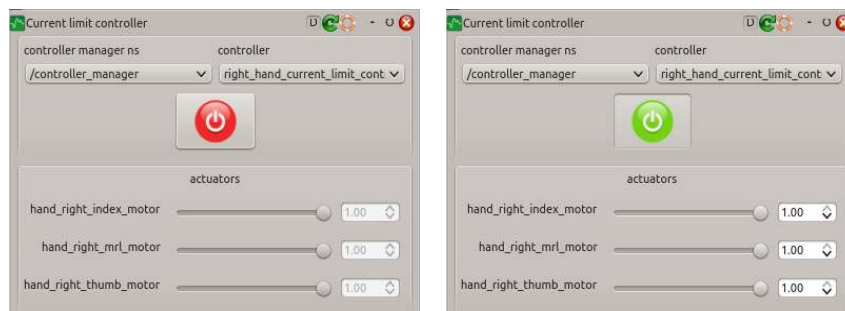 Current limit controller
D
controller manager ns controller
/controller_manager right_hand_current_limit_cont
actuators
hand_right_index_motor 1.00
hand_right_mrl_motor 1.00
hand_right_thumb_motor 1.00
Current limit controller
D
controller manager ns controller
/controller_manager right_hand_current_limit_cont
actuators
hand_right_index_motor 1.00
hand_right_mrl_motor 1.00
hand_right_thumb_motor 1.00